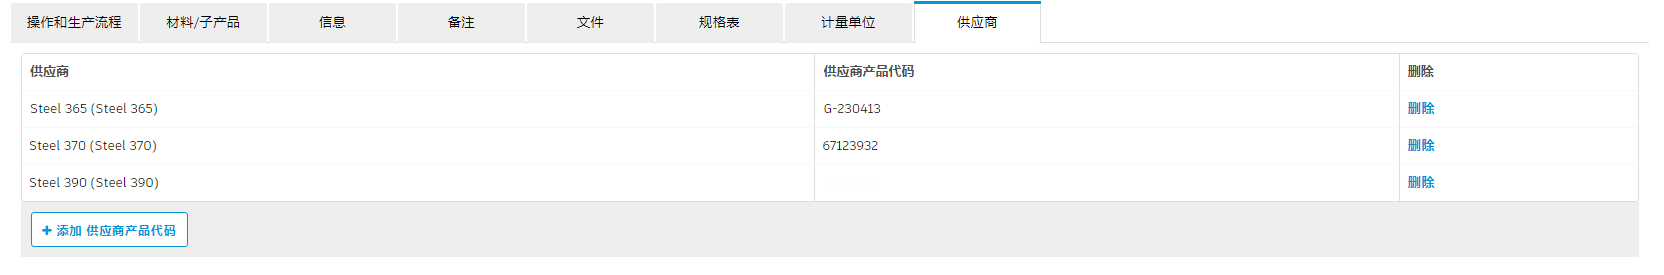 操作和生产流程 材料/子产品 信息 备注 文件 规格表 计量单位 供应商
供应商 供应商产品代码 删除
Steel 365 (Steel 365) G-230413 删除
Steel 370 (Steel 370) 67123932 删除
Steel 390 (Steel 390) 删除
+ 添加 供应商产品代码